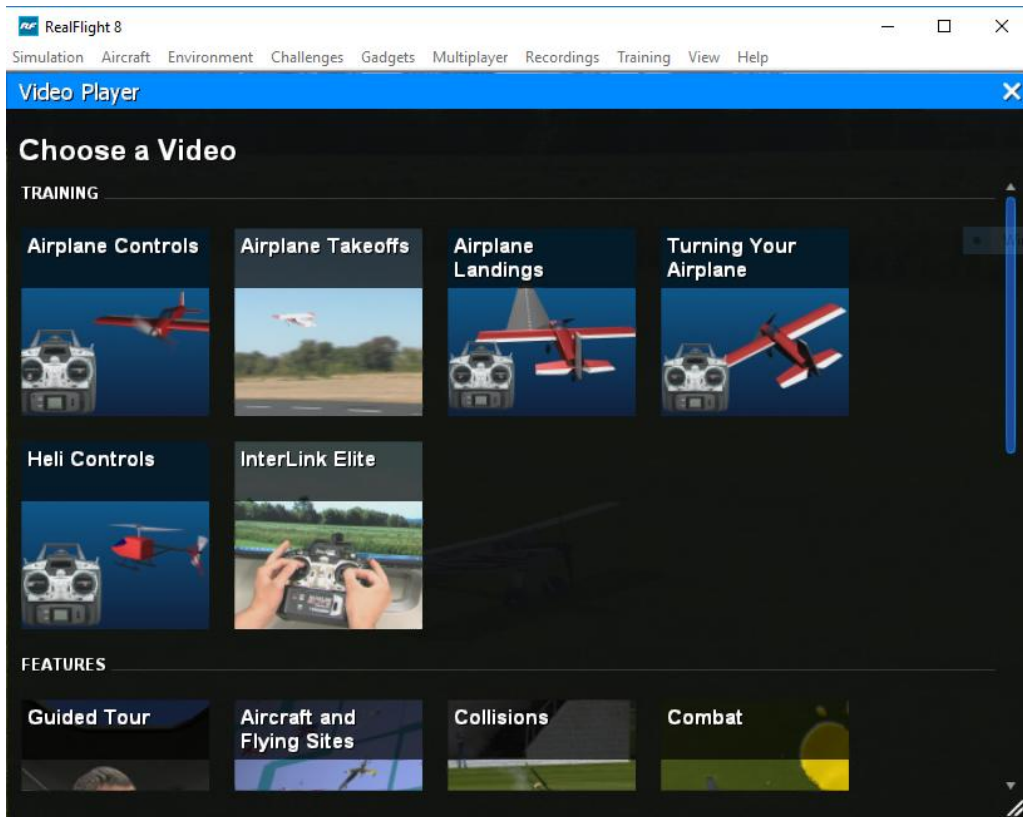 RF RealFlight 8
Simulation Aircraft Environment Challenges Gadgets Multiplayer Recordings Training View Help
Video Player
Choose a Video
TRAINING
Airplane Controls
Airplane Takeoffs
Airplane
Landings
Turning Your
Airplane
Heli Controls
InterLink Elite
FEATURES
Guided Tour
Aircraft and
Flying Sites
Collisions
Combat